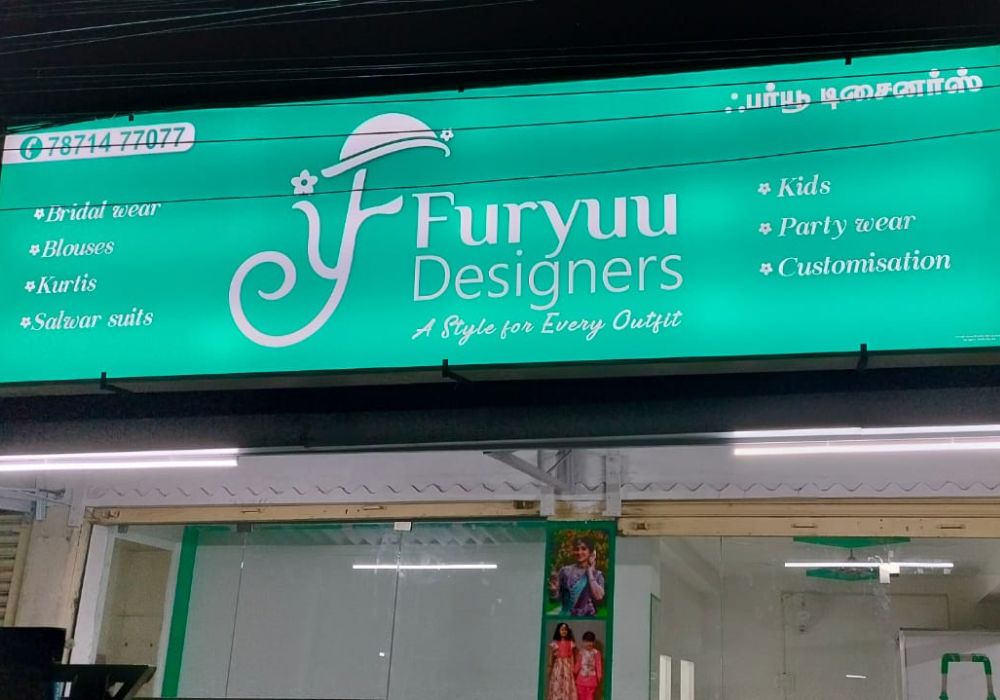 78714 77077
ஃபர்யூ டிசைனர்ஸ்
Bridal wear
Blouses
Kurtis
Salwar suits
Furyuu
Designers
A Style for Every Outfit
Kids
Party wear
Customisation